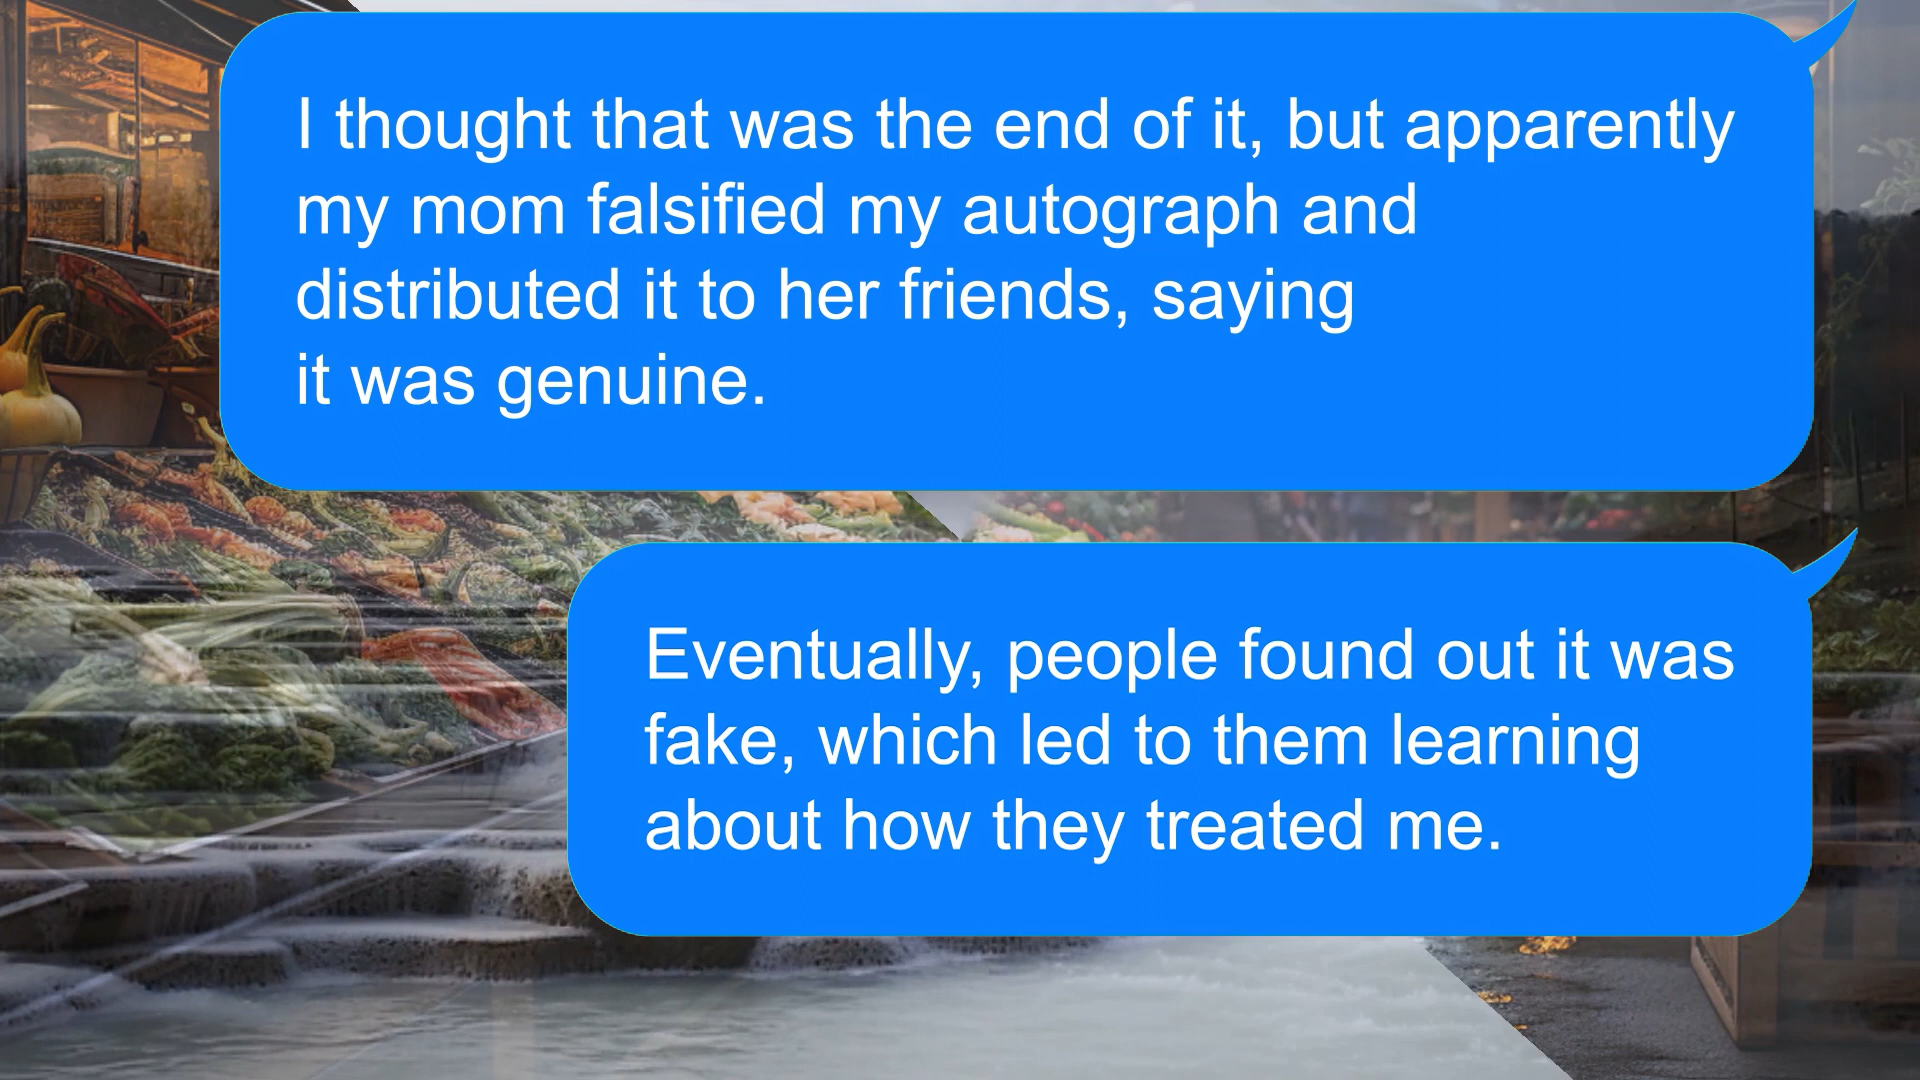 I thought that was the end of it, but apparently
my mom falsified my autograph and
distributed it to her friends, saying
it was genuine.
Eventually, people found out it was
fake, which led to them learning
about how they treated me.